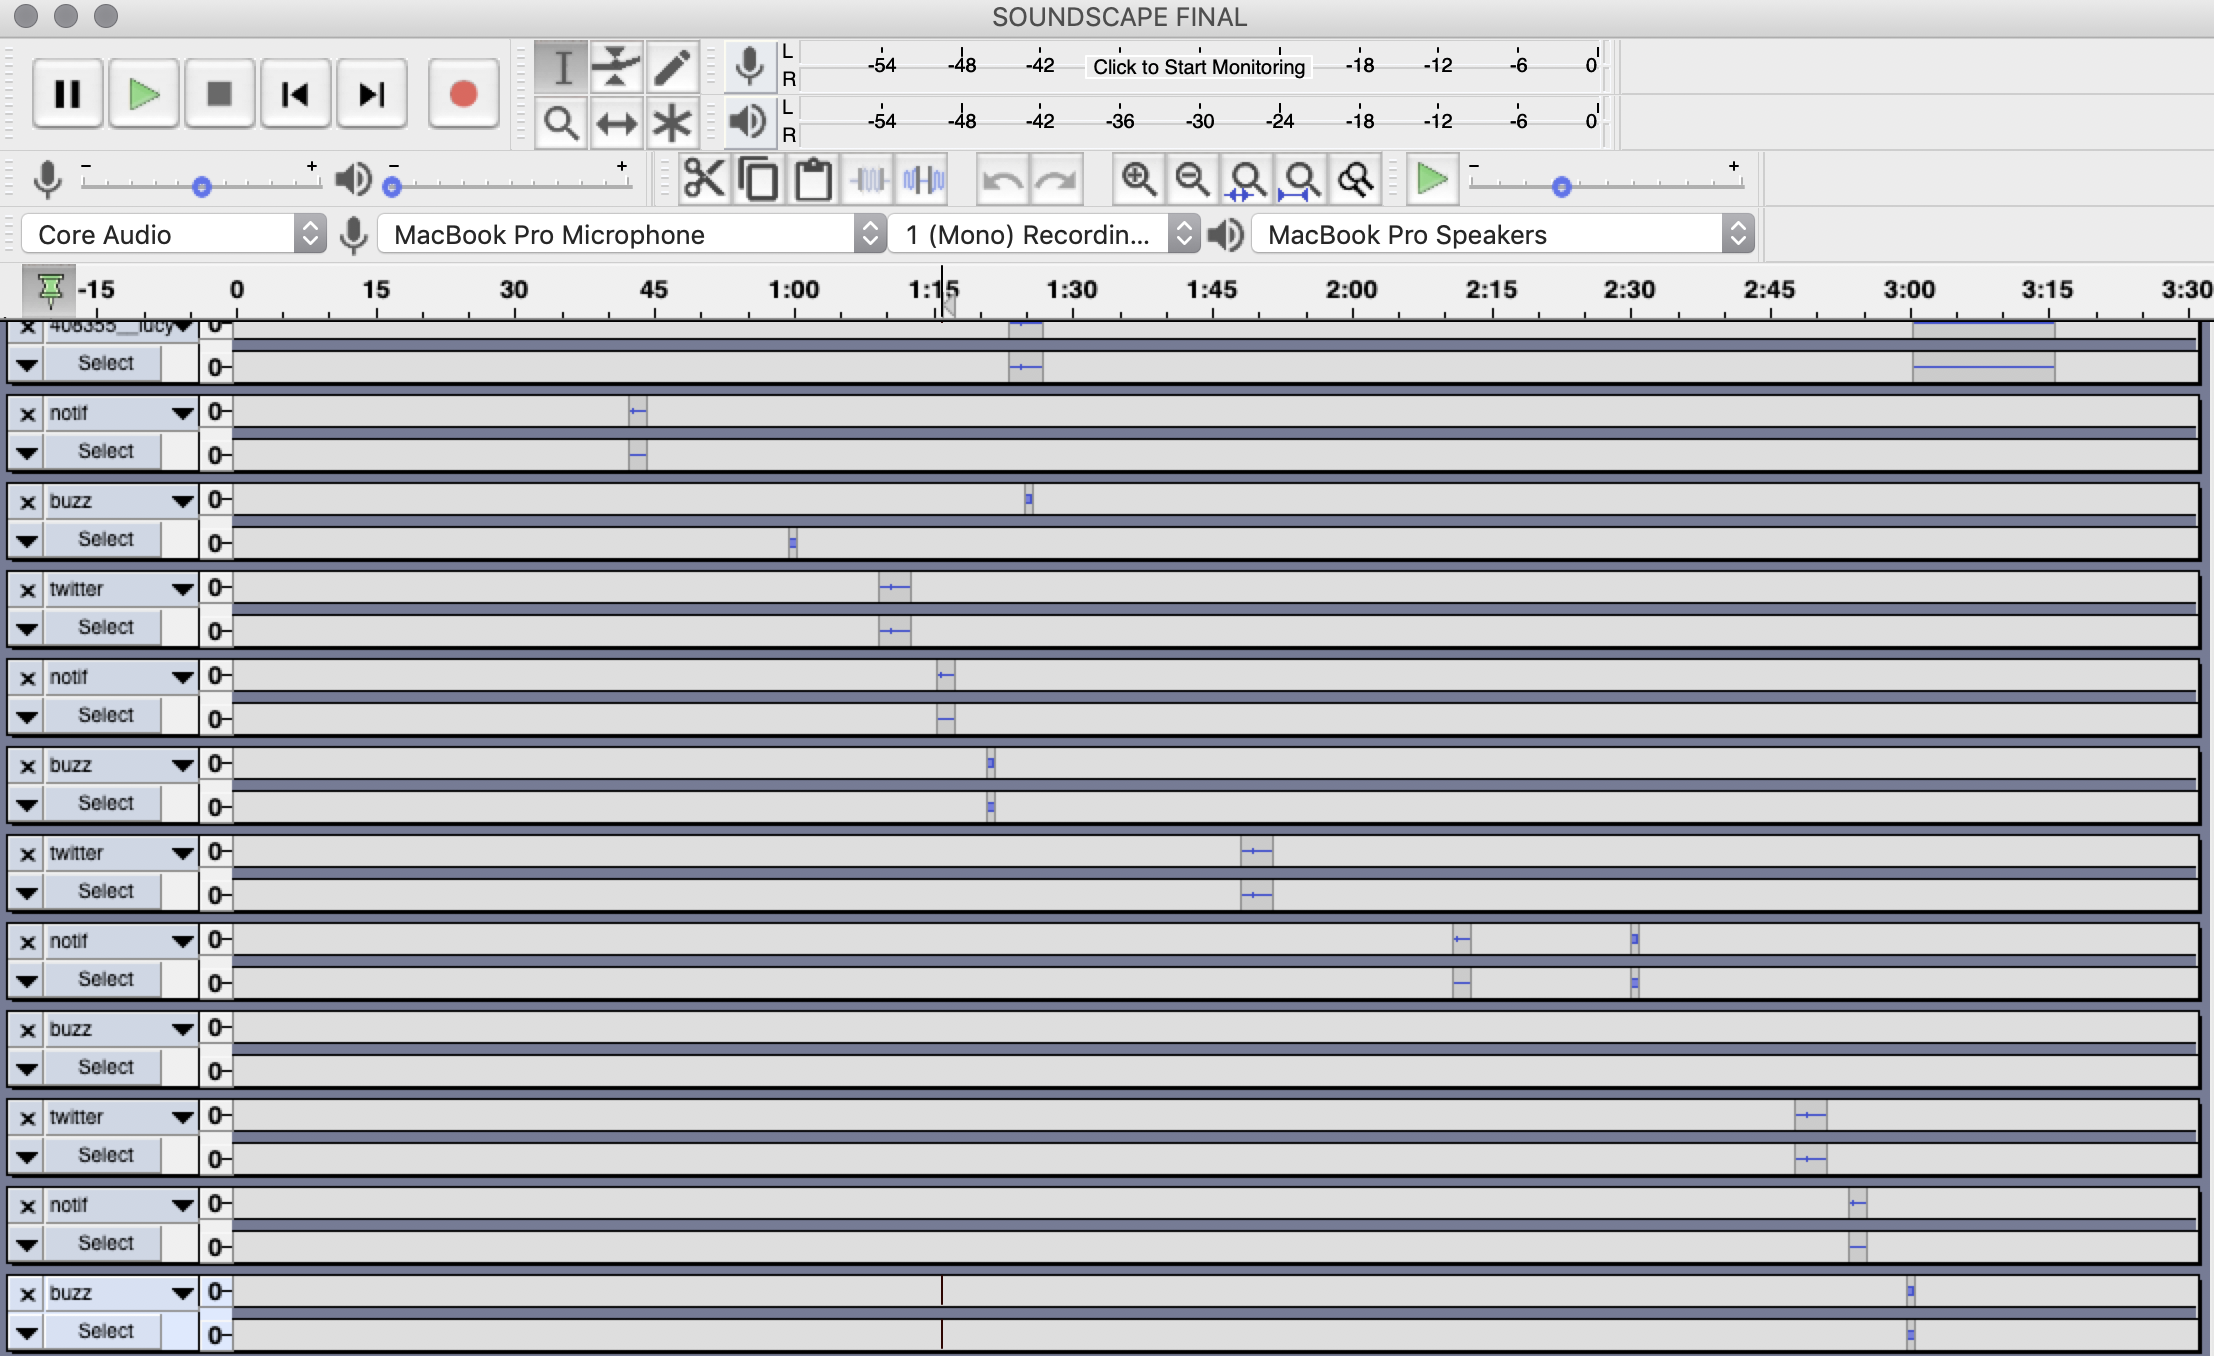 SOUNDSCAPE FINAL
L
R
-54 -48 -42 Click to Start Monitoring -18 -12 -6 0
L
R
-54 -48 -42 -36 -30 -24 -18 -12 -6 0
- + - + - +
Core Audio MacBook Pro Microphone 1 (Mono) Recordin... MacBook Pro Speakers
-15 0 15 30 45 1:00 1:15 1:30 1:45 2:00 2:15 2:30 2:45 3:00 3:15 3:30
408355__lucy 0
Select 0
notif 0
Select 0
buzz 0
Select 0
twitter 0
Select 0
notif 0
Select 0
buzz 0
Select 0
twitter 0
Select 0
notif 0
Select 0
buzz 0
Select 0
twitter 0
Select 0
notif 0
Select 0
buzz 0
Select 0